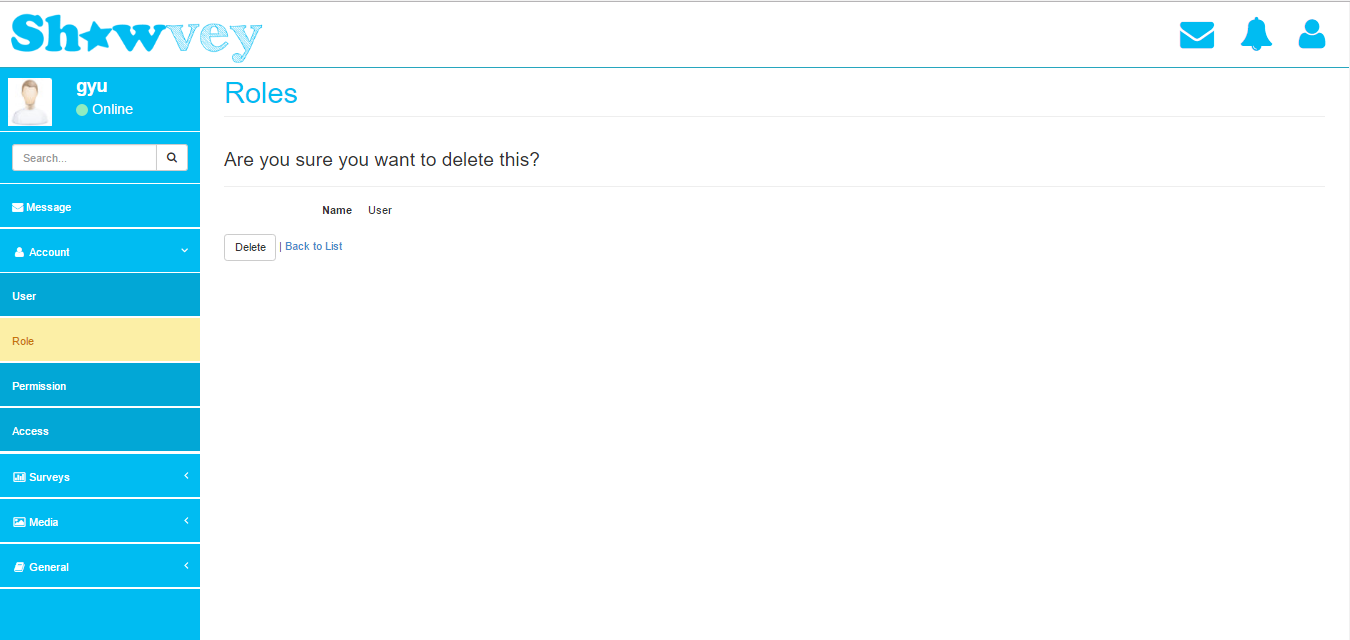 Showvey
gyu
Online
Search...
Message
Account
User
Role
Permission
Access
Surveys
Media
General
Roles
Are you sure you want to delete this?
Name User
Delete | Back to List